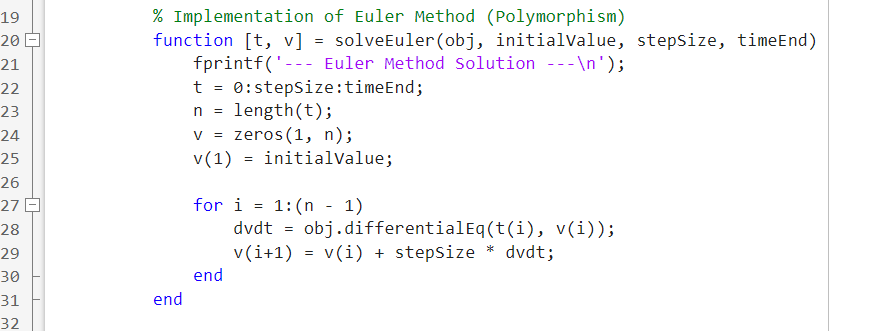 19 % Implementation of Euler Method (Polymorphism)
20 function [t, v] = solveEuler(obj, initialValue, stepSize, timeEnd)
21 fprintf('--- Euler Method Solution ---\n');
22 t = 0:stepSize:timeEnd;
23 n = length(t);
24 v = zeros(1, n);
25 v(1) = initialValue;
26
27 for i = 1:(n - 1)
28 dvdt = obj.differentialEq(t(i), v(i));
29 v(i+1) = v(i) + stepSize * dvdt;
30 end
31 end
32